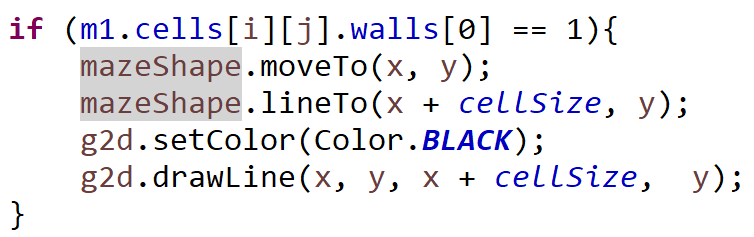 if (m1.cells[i][j].walls[0] == 1){
    mazeShape.moveTo(x, y);
    mazeShape.lineTo(x + cellSize, y);
    g2d.setColor(Color.BLACK);
    g2d.drawLine(x, y, x + cellSize,  y);
}